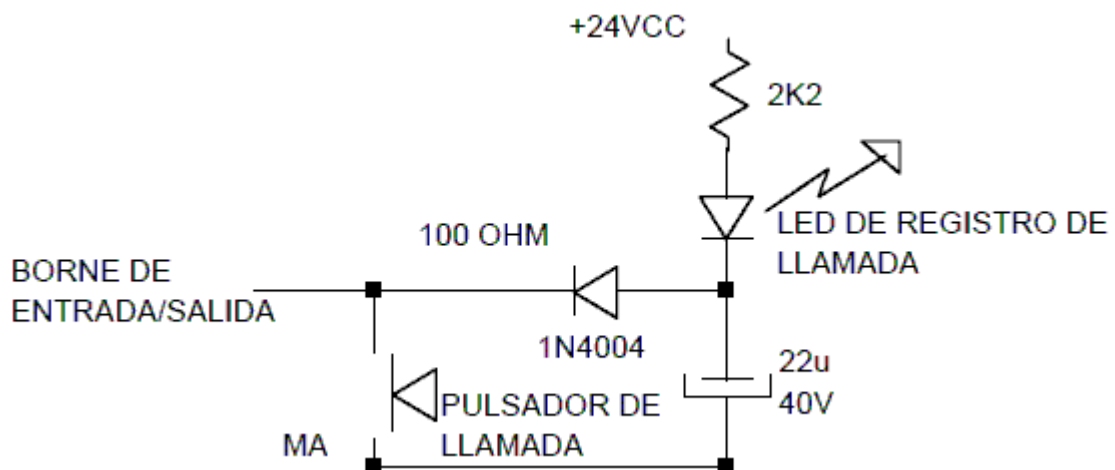 +24VCC
2K2
LED DE REGISTRO DE
LLAMADA
100 OHM
BORNE DE
ENTRADA/SALIDA
1N4004
22u
40V
PULSADOR DE
LLAMADA
MA